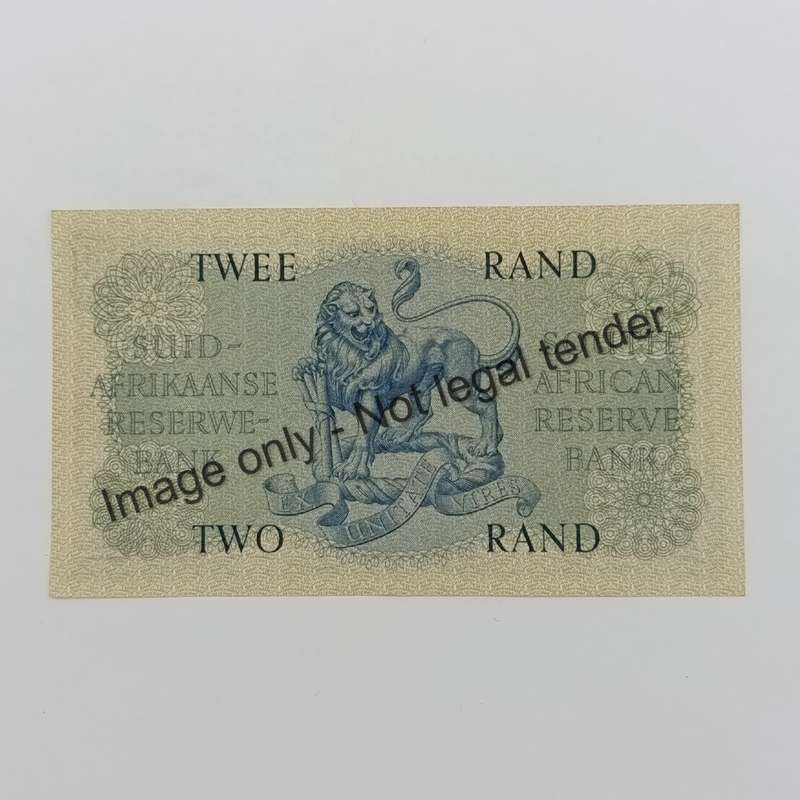 TWEE RAND
SUID-
AFRIKAANSE
RESERWE-
BANK
SOUTH
AFRICAN
RESERVE
BANK
Image only - Not legal tender
EX UNITATE VIRES
TWO RAND